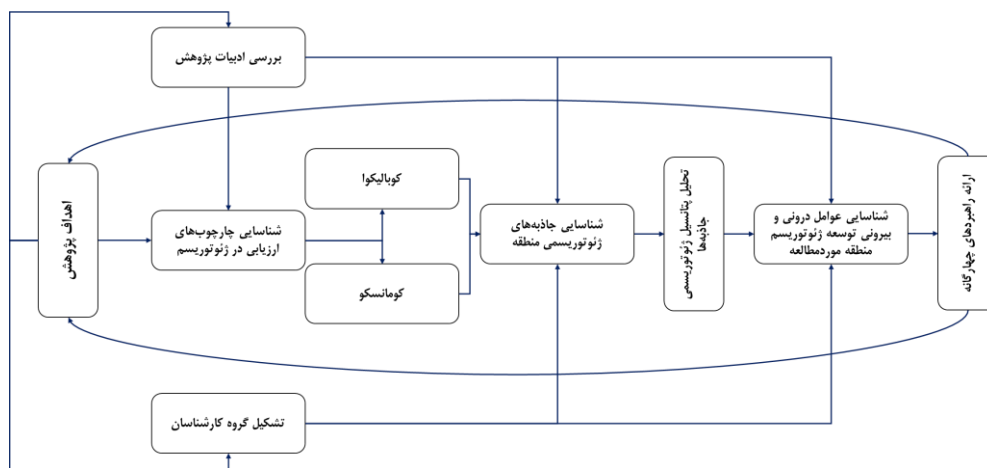 بررسی ادبیات پژوهش
اهداف پژوهش
شناسایی چارچوب‌های
ارزیابی در ژئوتوریسم
کوبالیکوا
کومانسکو
شناسایی جاذبه‌های
ژئوتوریسمی منطقه
تحلیل پتانسیل ژئوتوریسمی
جاذبه‌ها
شناسایی عوامل درونی و
بیرونی توسعه ژئوتوریسم
منطقه موردمطالعه
ارائه راهبردهای چهارگانه
تشکیل گروه کارشناسان